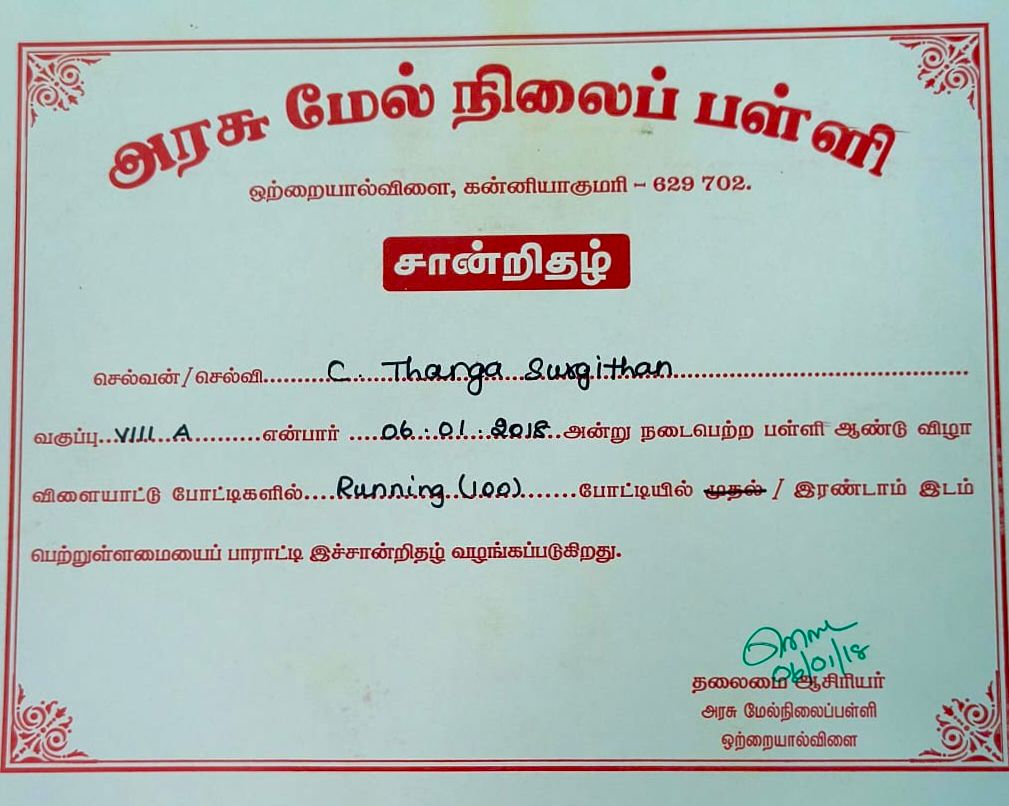 அரசு மேல் நிலைப் பள்ளி
ஒற்றையால்விளை, கன்னியாகுமரி - 629 702.
சான்றிதழ்
செல்வன்/செல்வி.....C. Thanga Surgithan.....
வகுப்பு...VIII A.....என்பார் ...06.01.2018..அன்று நடைபெற்ற பள்ளி ஆண்டு விழா
விளையாட்டு போட்டிகளில்....Running (100).......போட்டியில் முதல் / இரண்டாம் இடம்
பெற்றுள்ளமையைப் பாராட்டி இச்சான்றிதழ் வழங்கப்படுகிறது.
06/01/18
தலைமை ஆசிரியர்
அரசு மேல்நிலைப்பள்ளி
ஒற்றையால்விளை